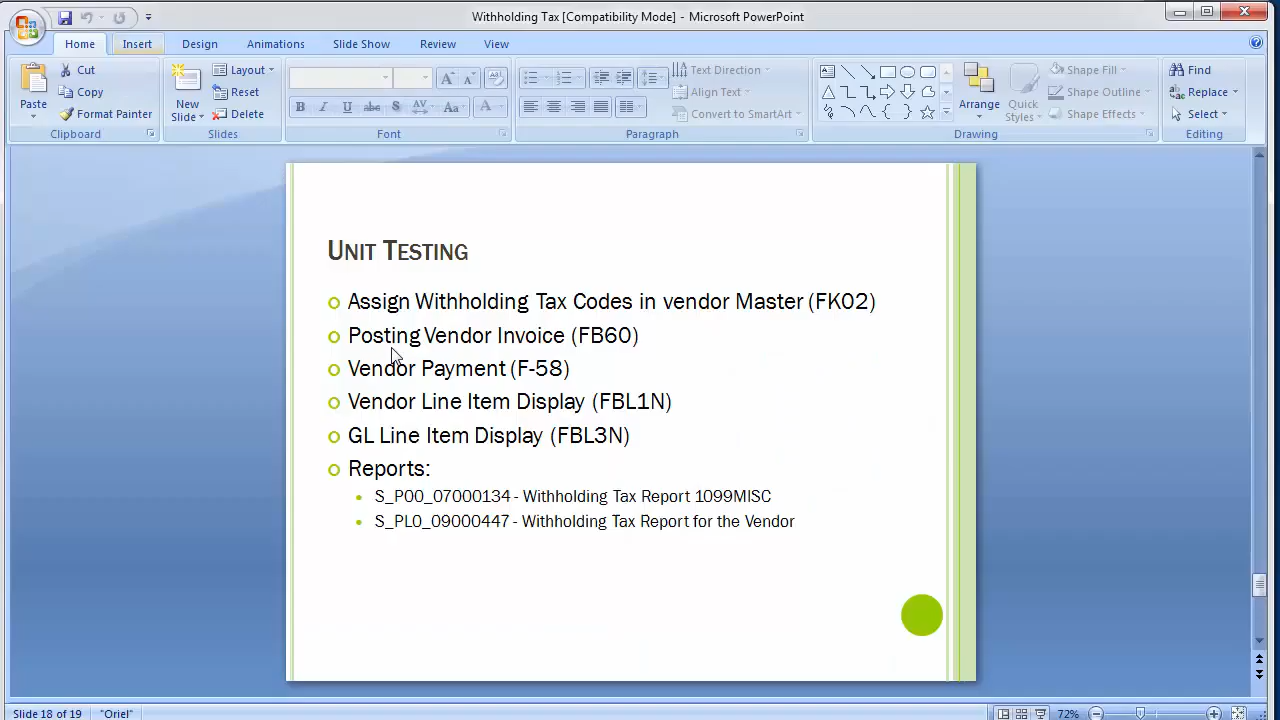 Withholding Tax [Compatibility Mode] - Microsoft PowerPoint
Home Insert Design Animations Slide Show Review View
Paste
Cut
Copy
Format Painter
Clipboard
New Slide
Layout
Reset
Delete
Slides
B I U abc S AV Aa A
Font
Text Direction
Align Text
Convert to SmartArt
Paragraph
Arrange
Quick Styles
Shape Fill
Shape Outline
Shape Effects
Drawing
Find
Replace
Select
Editing
UNIT TESTING
Assign Withholding Tax Codes in vendor Master (FK02)
Posting Vendor Invoice (FB60)
Vendor Payment (F-58)
Vendor Line Item Display (FBL1N)
GL Line Item Display (FBL3N)
Reports:
S_P00_07000134 - Withholding Tax Report 1099MISC
S_PL0_09000447 - Withholding Tax Report for the Vendor
Slide 18 of 19 "Oriel" 72%